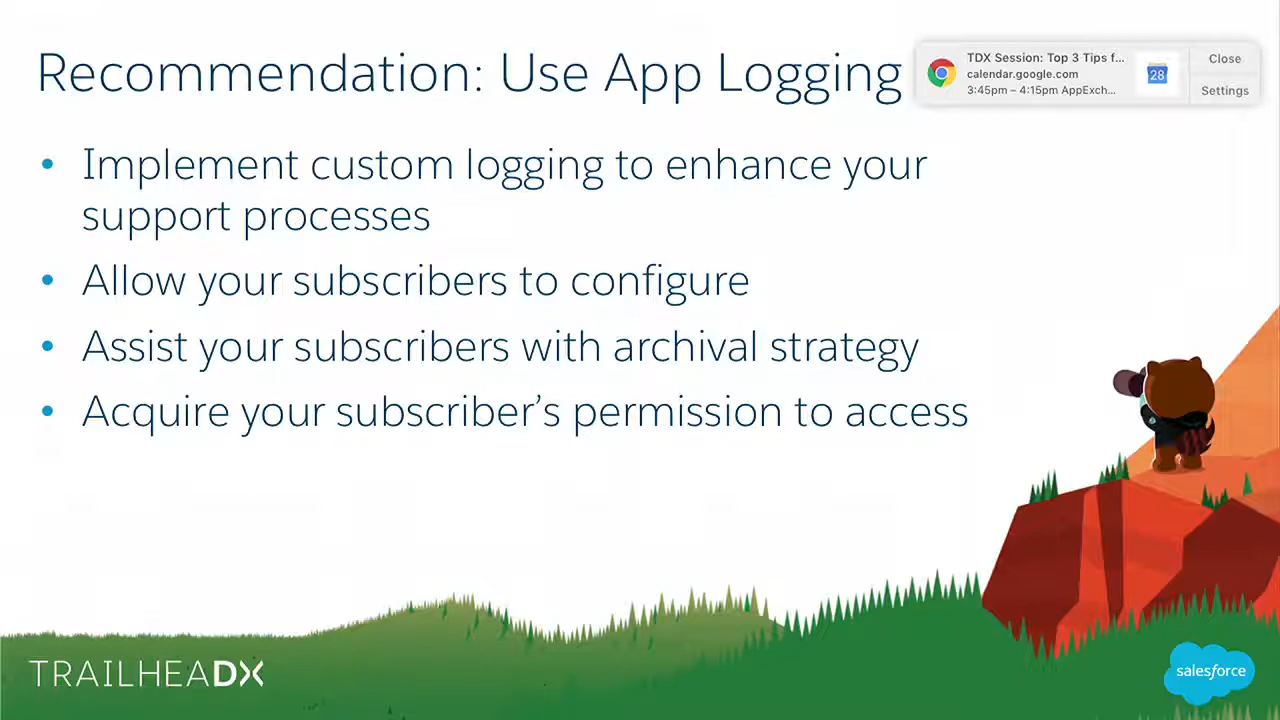 Recommendation: Use App Logging
TDX Session: Top 3 Tips f...
calendar.google.com
3:45pm – 4:15pm AppExch...
28
Close
Settings
• Implement custom logging to enhance your
support processes
• Allow your subscribers to configure
• Assist your subscribers with archival strategy
• Acquire your subscriber’s permission to access
TRAILHEADX
salesforce